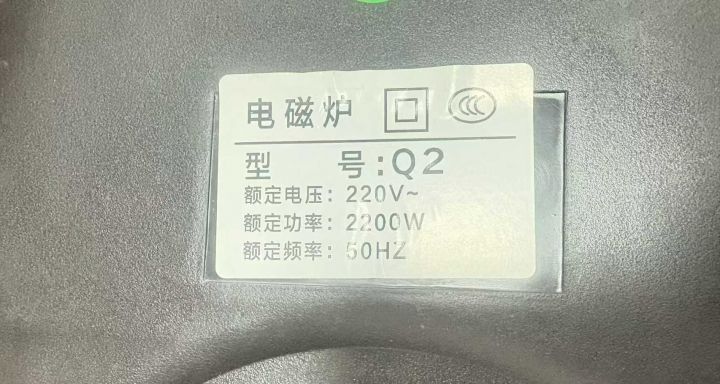 电磁炉 CCC
型 号:Q2
额定电压: 220V~
额定功率: 2200W
额定频率: 50HZ